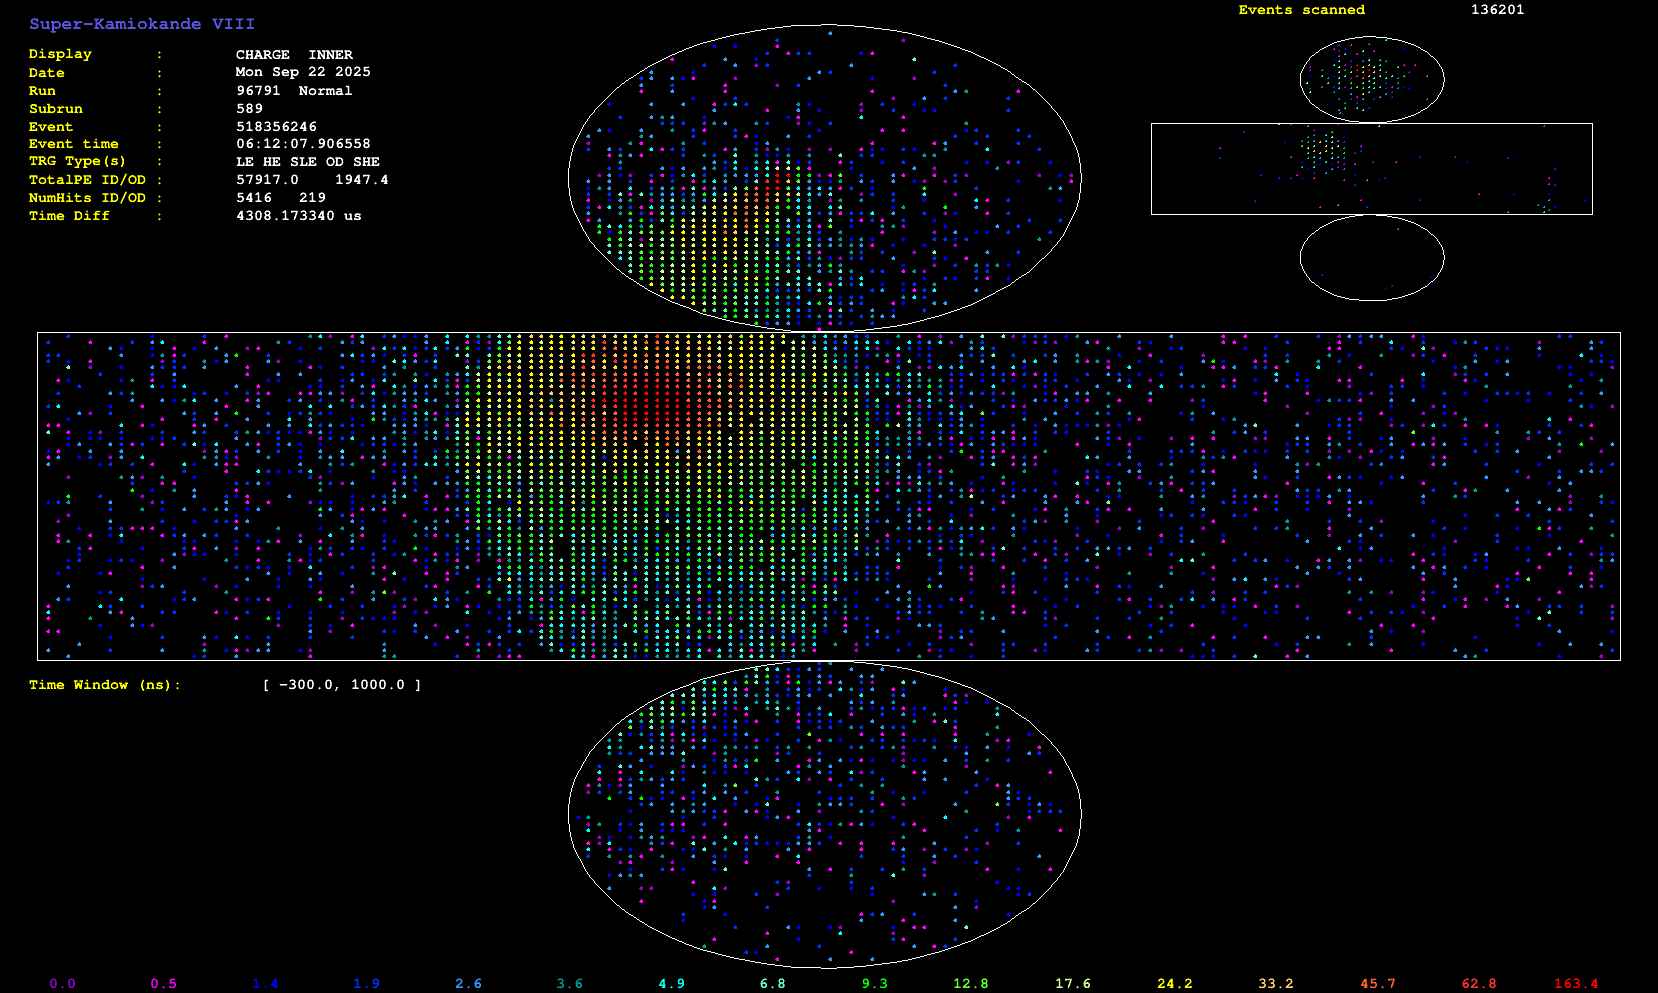 Super-Kamiokande VIII
Events scanned 136201
Display : CHARGE INNER
Date : Mon Sep 22 2025
Run : 96791 Normal
Subrun : 589
Event : 518356246
Event time : 06:12:07.906558
TRG Type(s) : LE HE SLE OD SHE
TotalPE ID/OD : 57917.0 1947.4
NumHits ID/OD : 5416 219
Time Diff : 4308.173340 us
Time Window (ns): [ -300.0, 1000.0 ]
0.0 0.5 1.4 1.9 2.6 3.6 4.9 6.8 9.3 12.8 17.6 24.2 33.2 45.7 62.8 163.4